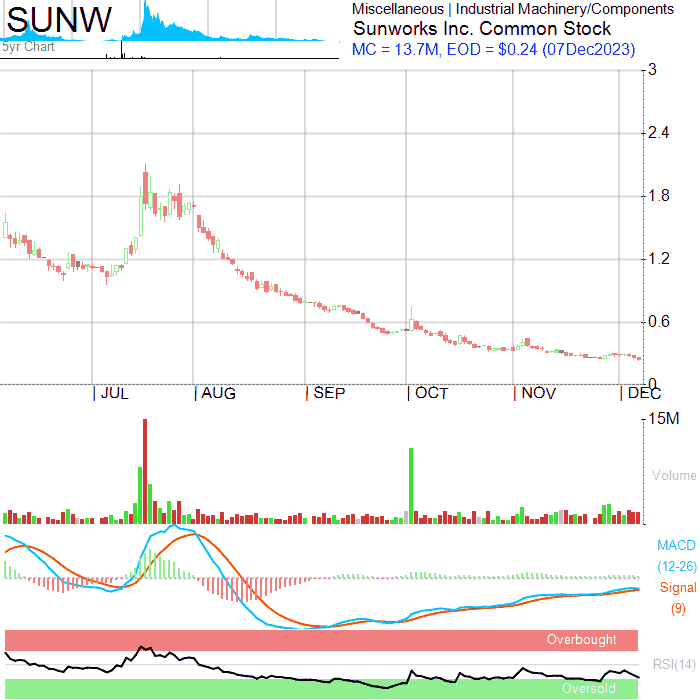 SUNW
5yr Chart
Miscellaneous | Industrial Machinery/Components
Sunworks Inc. Common Stock
MC = 13.7M, EOD = $0.24 (07Dec2023)
3
2.4
1.8
1.2
0.6
0
JUL AUG SEP OCT NOV DEC
15M
Volume
MACD
(12-26)
Signal
(9)
Overbought
RSI(14)
Oversold